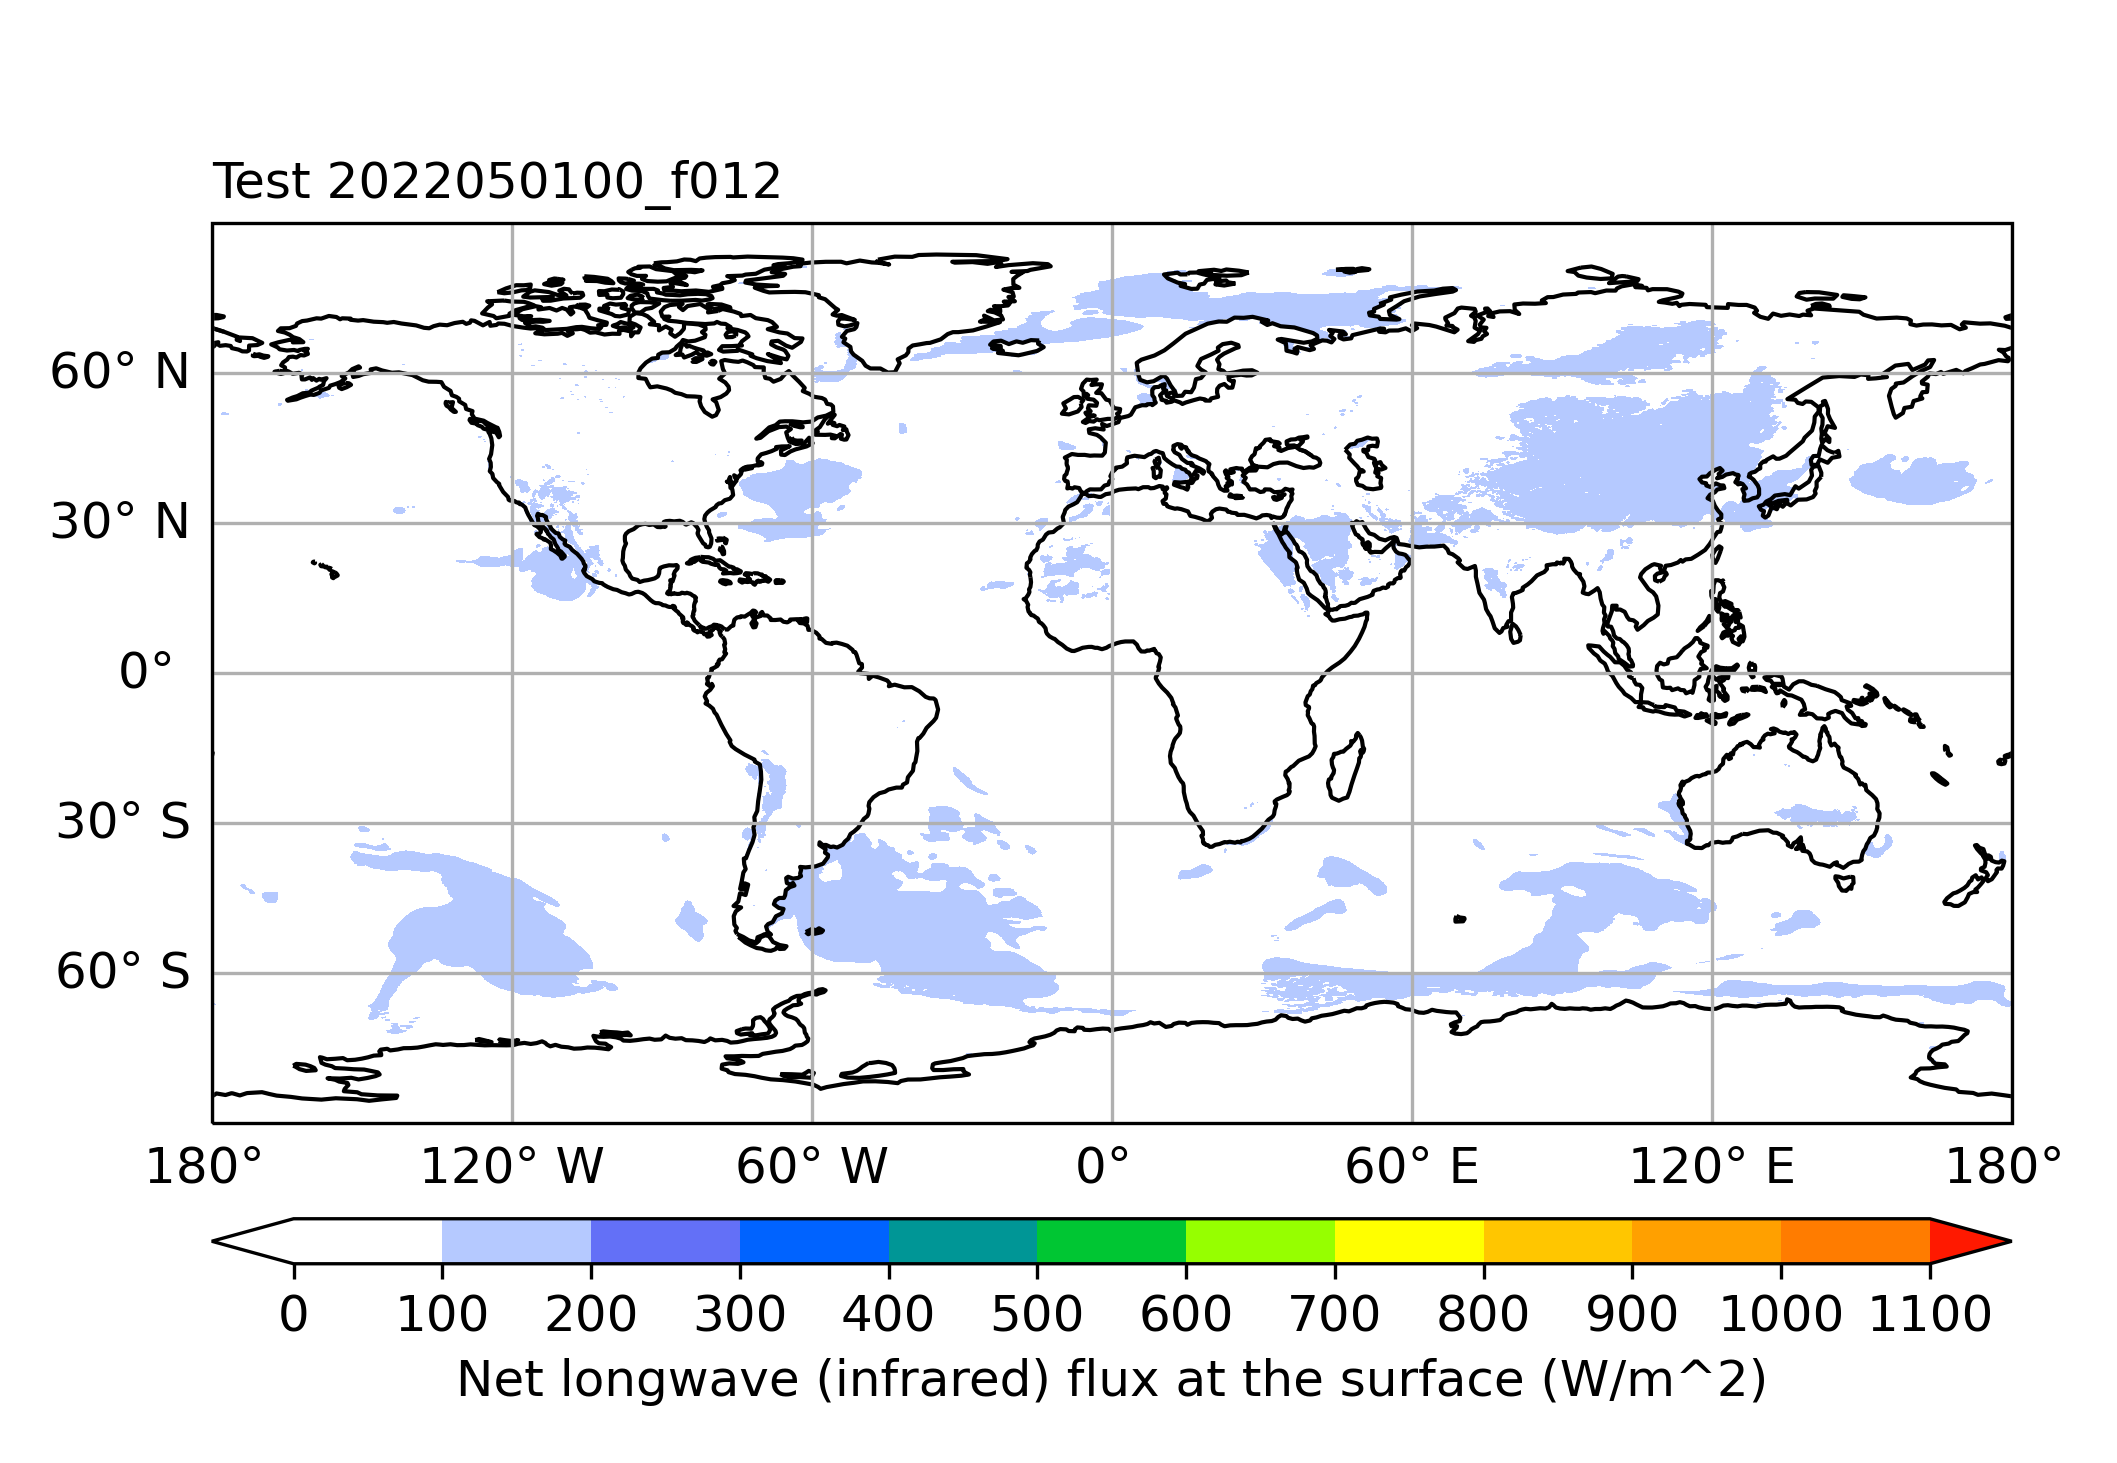 Test 2022050100_f012
60° N
30° N
0°
30° S
60° S
180° 120° W 60° W 0° 60° E 120° E 180°
0 100 200 300 400 500 600 700 800 900 1000 1100
Net longwave (infrared) flux at the surface (W/m^2)